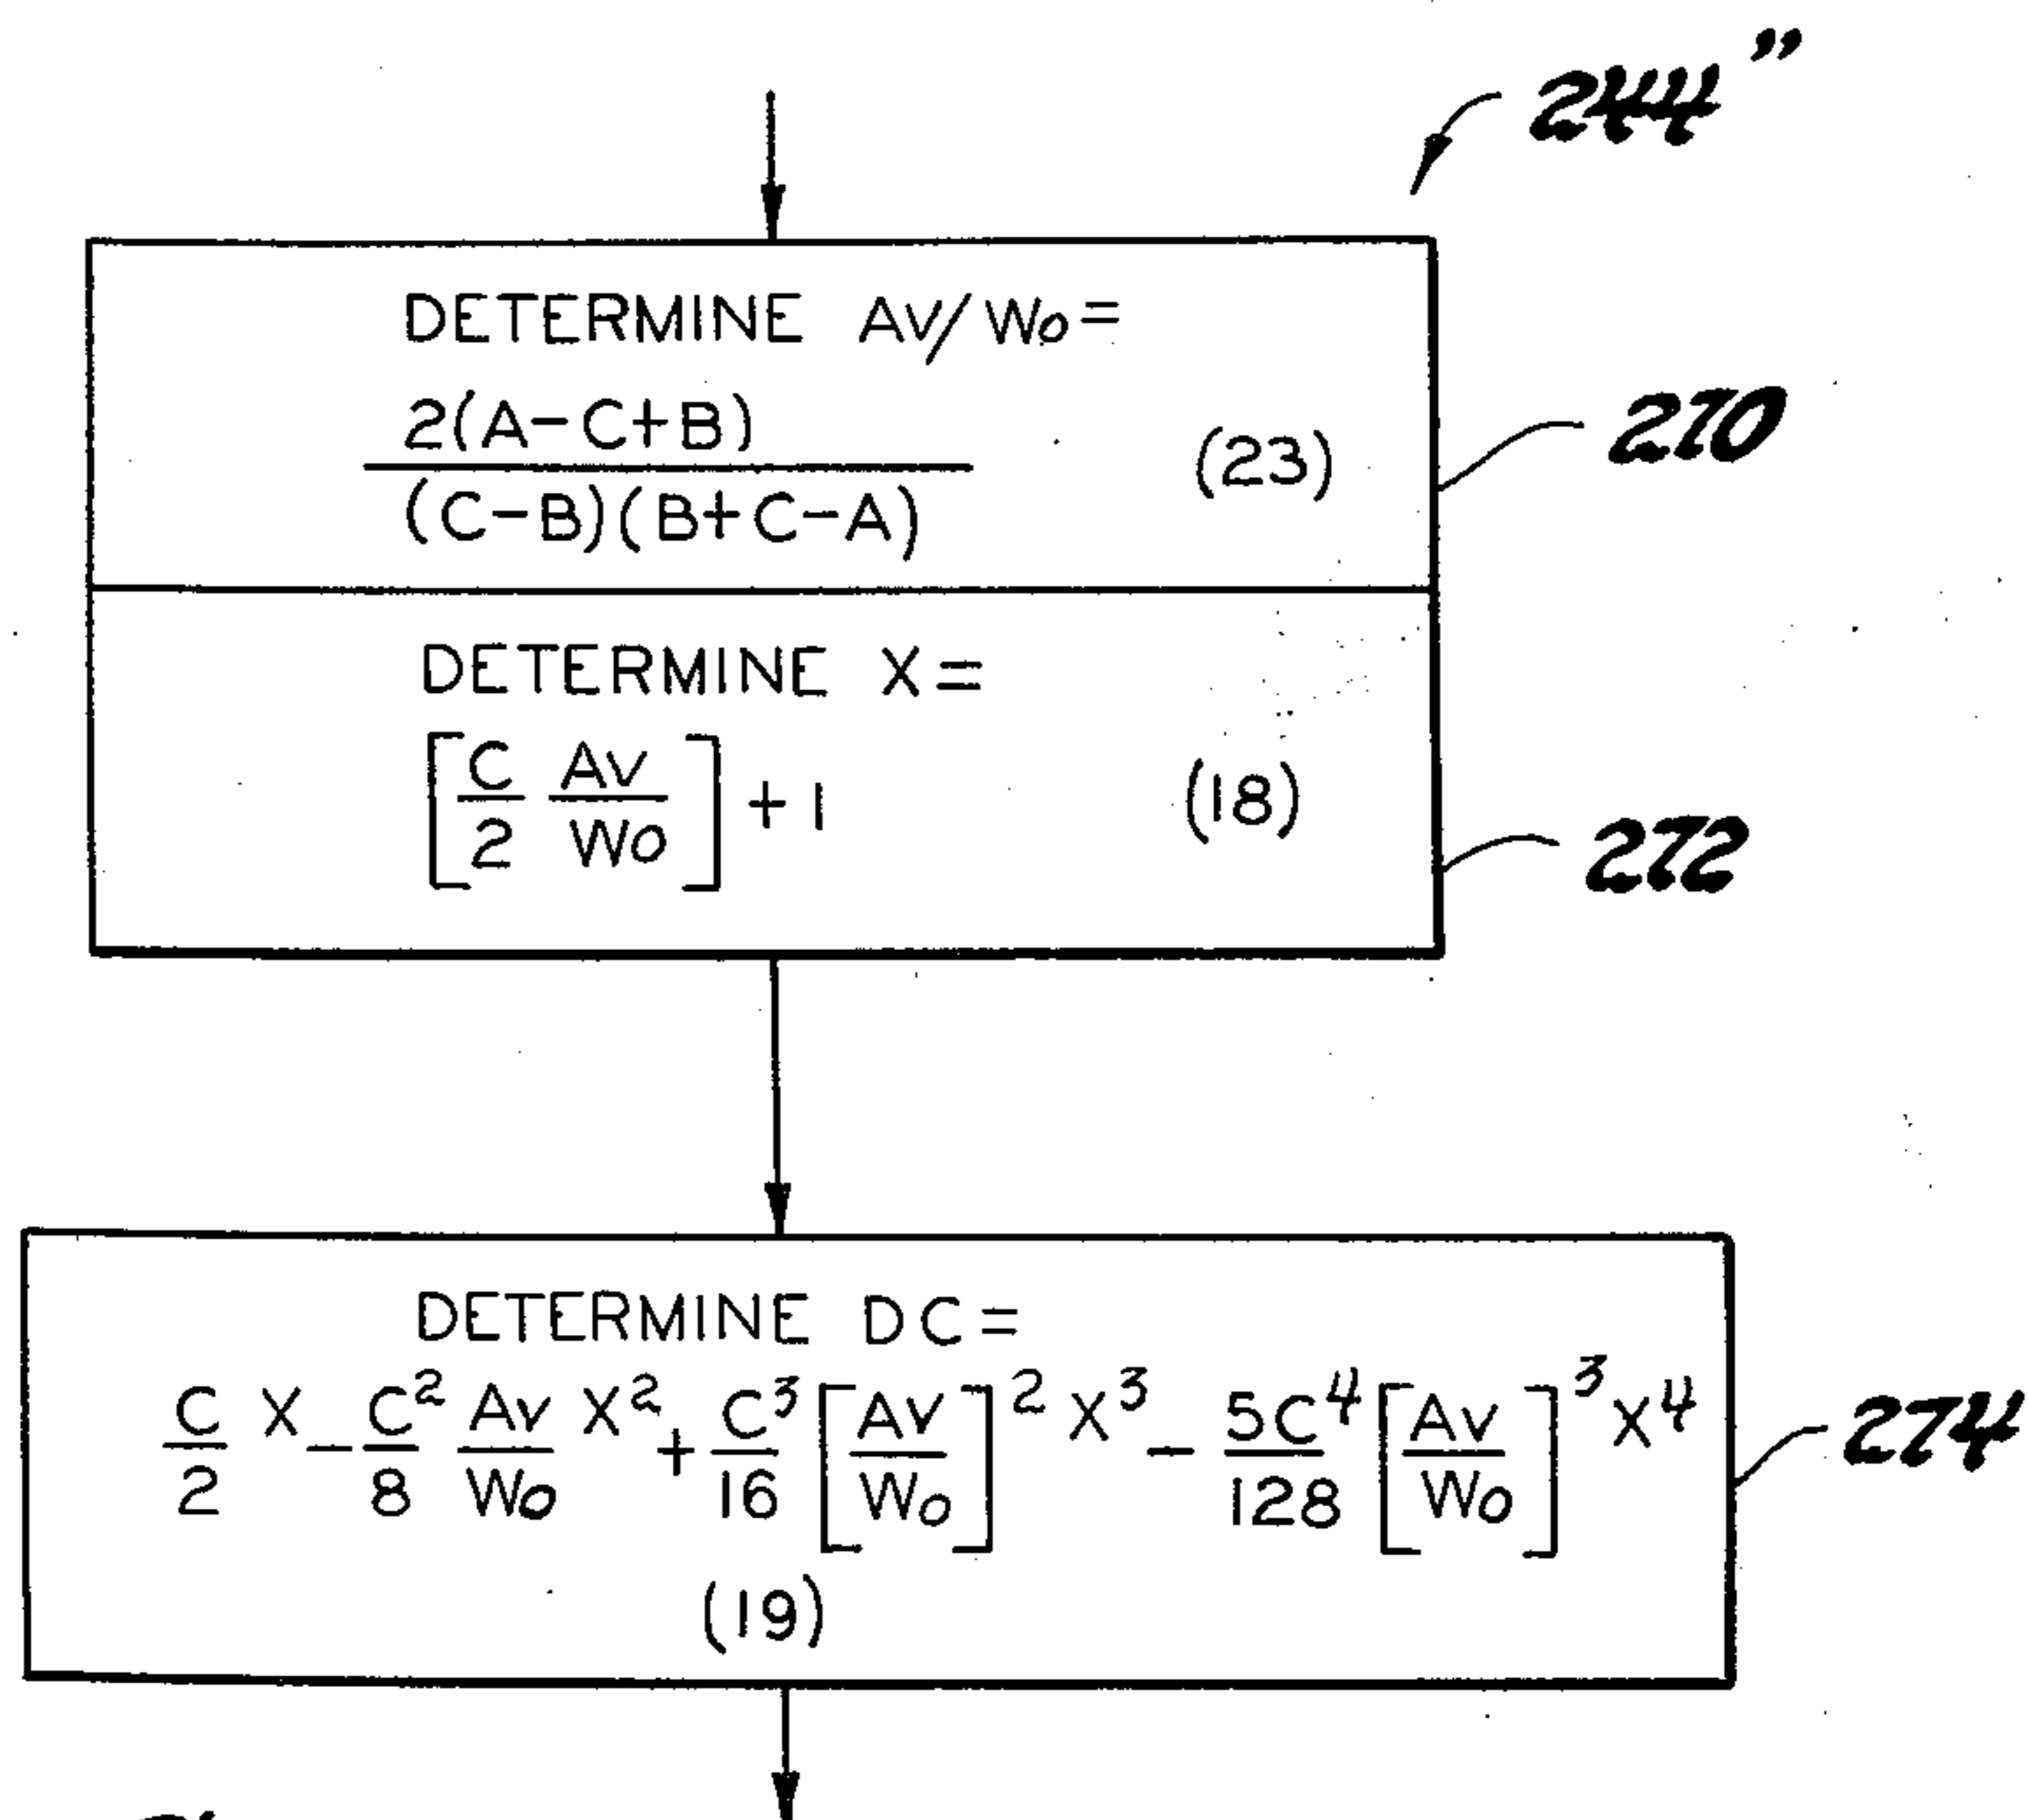 244"
DETERMINE AV/Wo=
2(A-C+B)
(C-B)(B+C-A)
(23)
270
DETERMINE X=
[C/2 AV/Wo] + 1
(18)
272
DETERMINE DC=
C/2 X - C²/8 AV/Wo X² + C³/16 [AV/Wo]² X³ - 5C⁴/128 [AV/Wo]³ X⁴
274
(19)